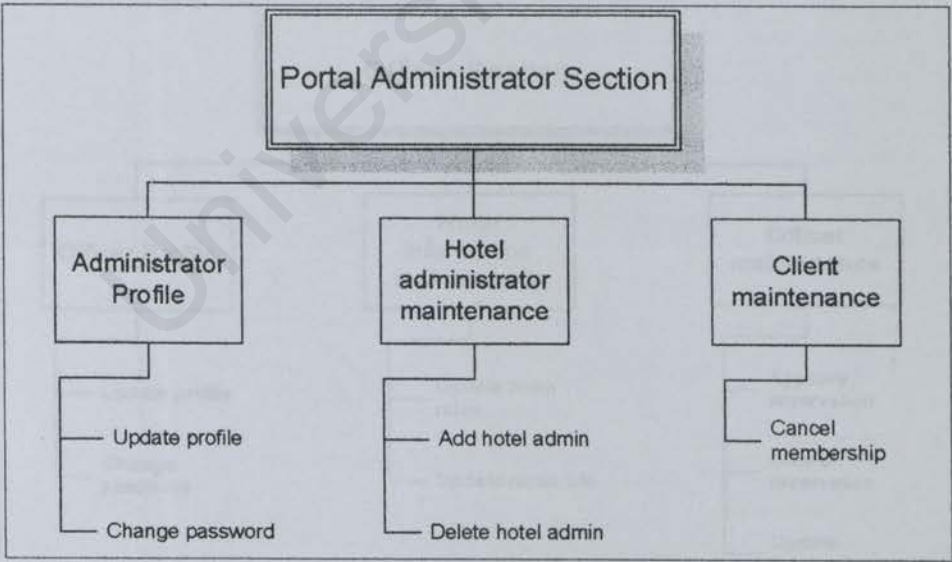 Univers
Portal Administrator Section
Administrator
Profile
Hotel
administrator
maintenance
Client
maintenance
Update profile
Change password
Add hotel admin
Delete hotel admin
Cancel
membership